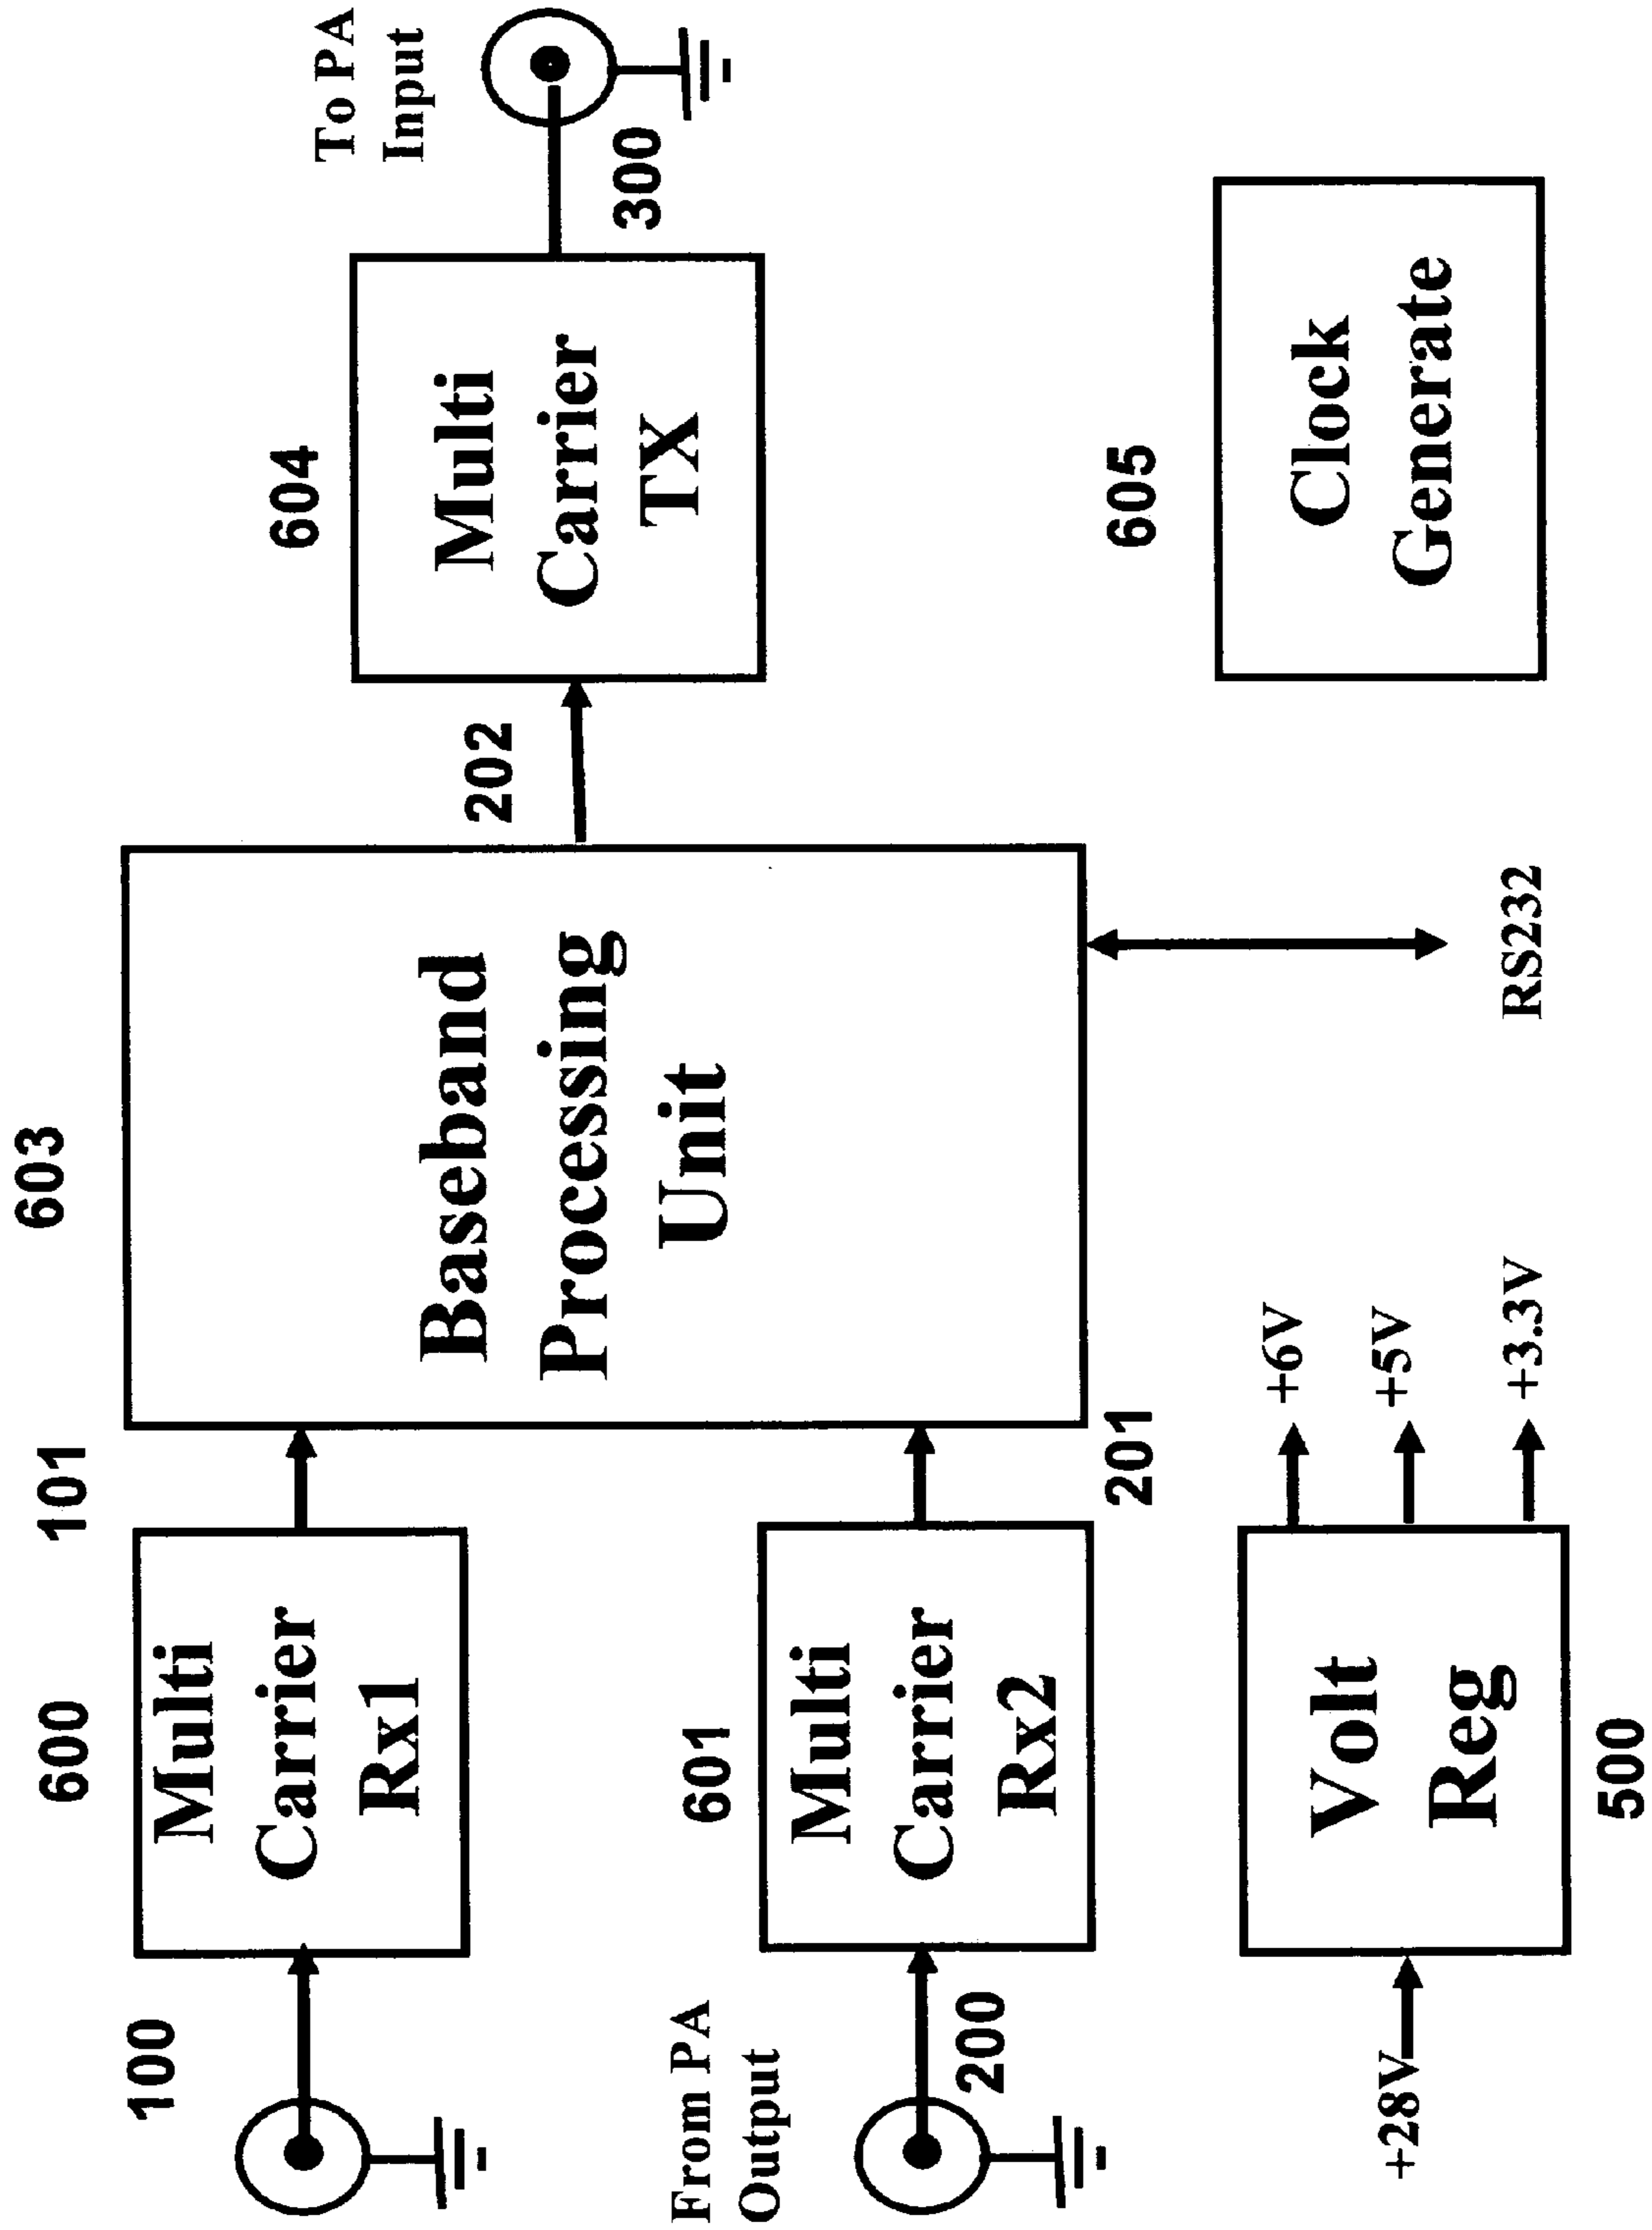 603
600
101
100
Multi
Carrier
Rx1
Baseband
Processing
Unit
202
604
Multi
Carrier
TX
To PA
Input
300
From PA
Output
601
200
Multi
Carrier
Rx2
201
RS232
605
Clock
Generate
+28V
Volt
Reg
500
+6V
+5V
+3.3V